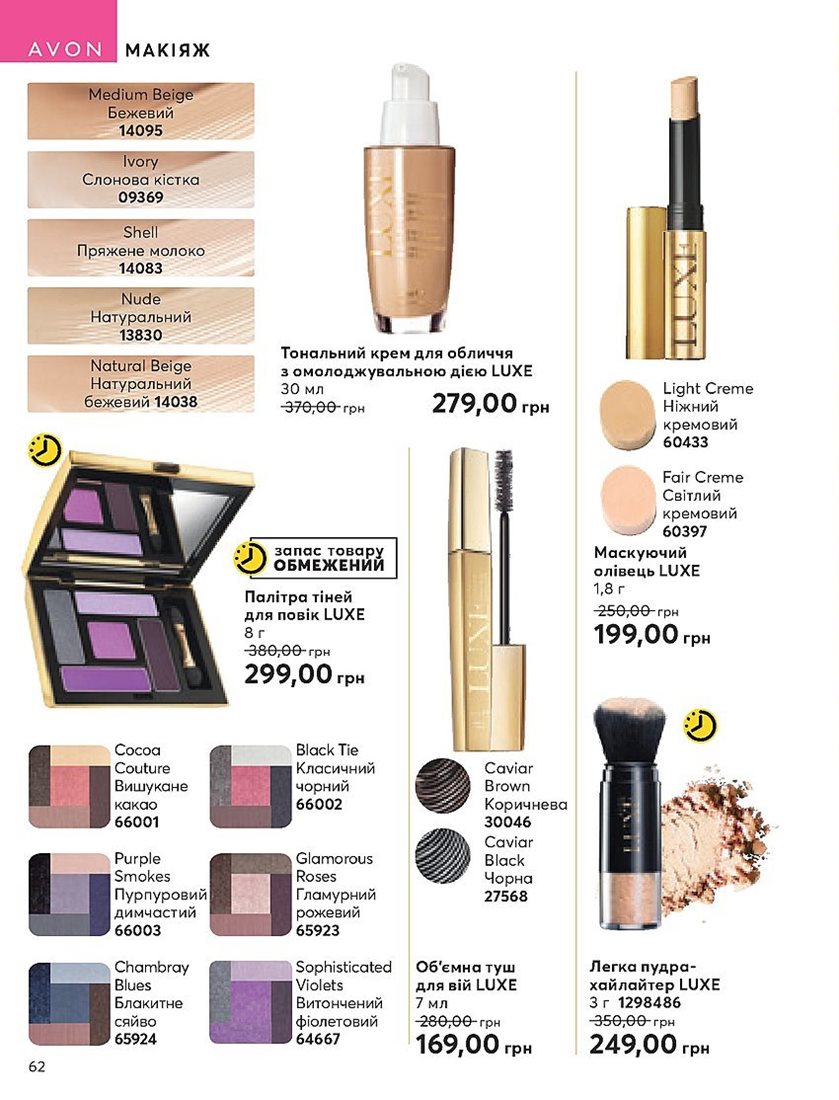 AVON МАКІЯЖ
Medium Beige
Бежевий
14095
Ivory
Слонова кістка
09369
Shell
Пряжене молоко
14083
Nude
Натуральний
13830
Natural Beige
Натуральний
бежевий 14038
LUXE
Тональний крем для обличчя
з омолоджувальною дією LUXE
30 мл
370,00 грн
279,00 грн
LUXE
Light Creme
Ніжний
кремовий
60433
Fair Creme
Світлий
кремовий
60397
Маскуючий
олівець LUXE
1,8 г
250,00 грн
199,00 грн
запас товару
ОБМЕЖЕНИЙ
Палітра тіней
для повік LUXE
8 г
380,00 грн
299,00 грн
Cocoa
Couture
Вишукане
какао
66001
Black Tie
Класичний
чорний
66002
Purple
Smokes
Пурпуровий
димчастий
66003
Glamorous
Roses
Гламурний
рожевий
65923
Chambray
Blues
Блакитне
сяйво
65924
Sophisticated
Violets
Витончений
фіолетовий
64667
LUXE
Caviar
Brown
Коричнева
30046
Caviar
Black
Чорна
27568
Об'ємна туш
для вій LUXE
7 мл
280,00 грн
169,00 грн
LUXE
Легка пудра-
хайлайтер LUXE
3 г 1298486
350,00 грн
249,00 грн
62